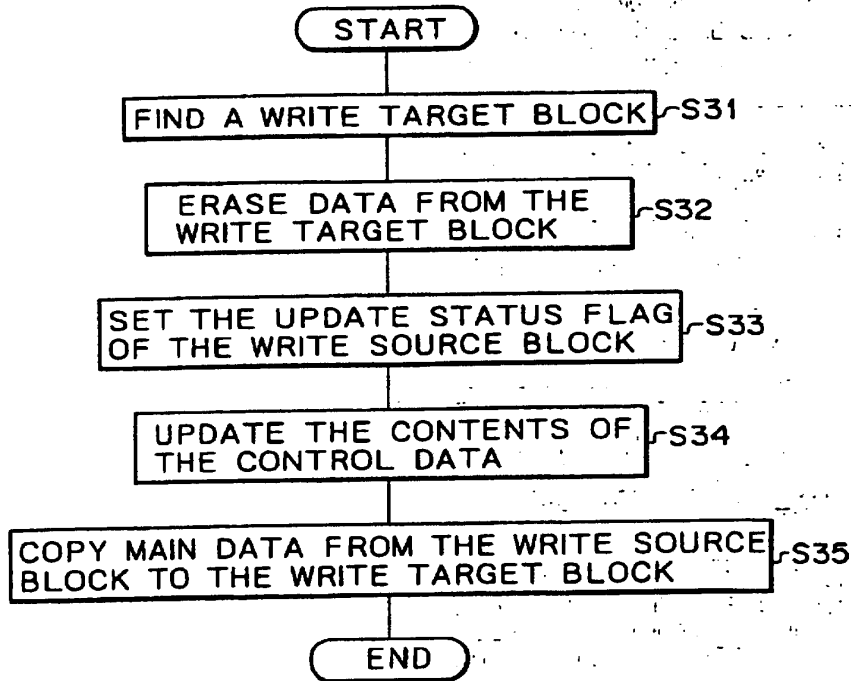 START
FIND A WRITE TARGET BLOCK
S31
ERASE DATA FROM THE
WRITE TARGET BLOCK
S32
SET THE UPDATE STATUS FLAG
OF THE WRITE SOURCE BLOCK
S33
UPDATE THE CONTENTS OF
THE CONTROL DATA
S34
COPY MAIN DATA FROM THE WRITE SOURCE
BLOCK TO THE WRITE TARGET BLOCK
S35
END